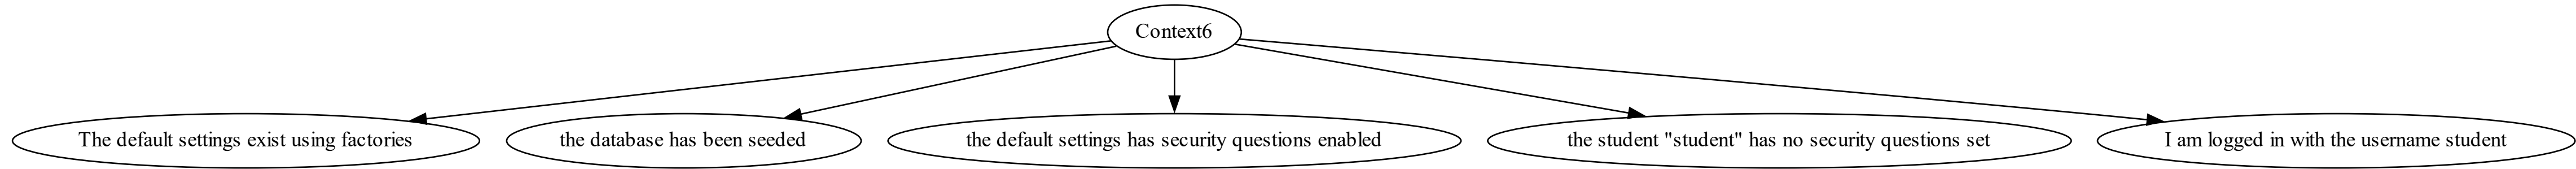 Context6
The default settings exist using factories
the database has been seeded
the default settings has security questions enabled
the student "student" has no security questions set
I am logged in with the username student